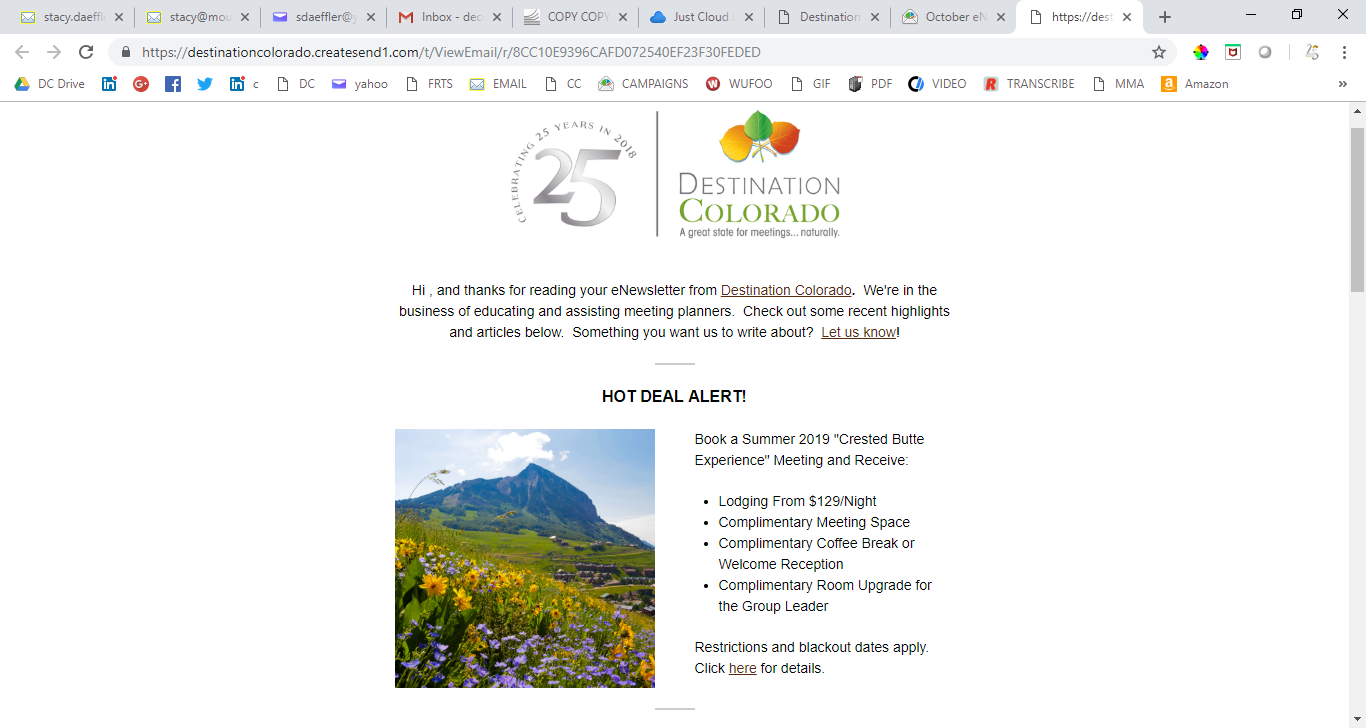 stacy.daeffl stacy@mou sdaeffler@y Inbox - dec COPY COPY Just Cloud Destination October eN https://dest
https://destinationcolorado.createsend1.com/t/ViewEmail/r/8CC10E9396CAFD072540EF23F30FEDED
DC Drive c DC yahoo FRTS EMAIL CC CAMPAIGNS WUFOO GIF PDF VIDEO TRANSCRIBE MMA Amazon »
CELEBRATING 25 YEARS IN 2018
25
DESTINATION
COLORADO
A great state for meetings... naturally.
Hi , and thanks for reading your eNewsletter from Destination Colorado. We're in the
business of educating and assisting meeting planners. Check out some recent highlights
and articles below. Something you want us to write about? Let us know!
HOT DEAL ALERT!
Book a Summer 2019 "Crested Butte
Experience" Meeting and Receive:
• Lodging From $129/Night
• Complimentary Meeting Space
• Complimentary Coffee Break or
Welcome Reception
• Complimentary Room Upgrade for
the Group Leader
Restrictions and blackout dates apply.
Click here for details.